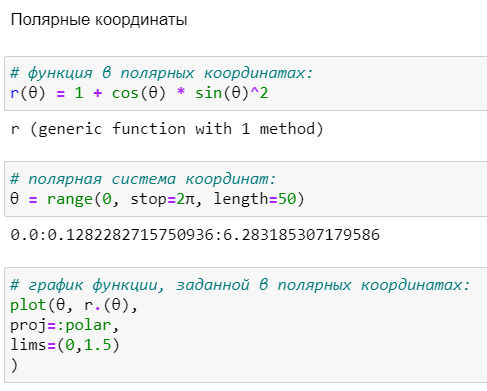 Полярные координаты
# функция в полярных координатах:
r(θ) = 1 + cos(θ) * sin(θ)^2
r (generic function with 1 method)
# полярная система координат:
θ = range(0, stop=2π, length=50)
0.0:0.1282282715750936:6.283185307179586
# график функции, заданной в полярных координатах:
plot(θ, r.(θ),
proj=:polar,
lims=(0,1.5)
)